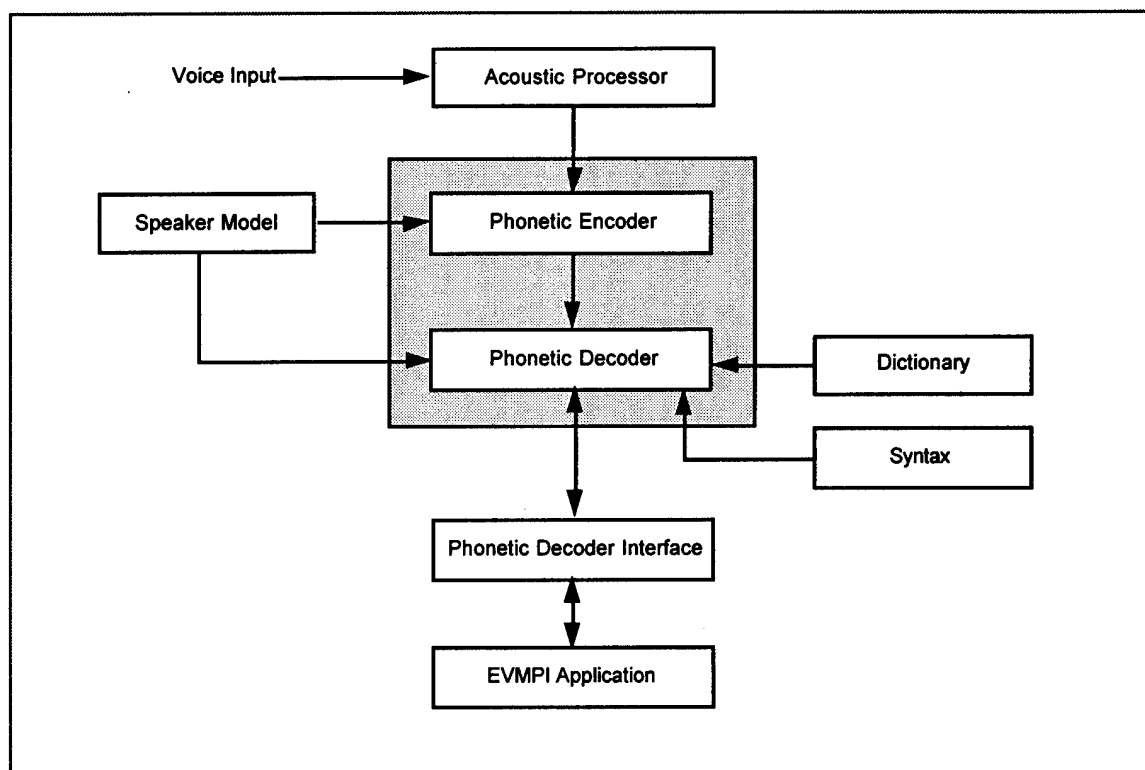 Voice Input
Acoustic Processor
Phonetic Encoder
Speaker Model
Phonetic Decoder
Dictionary
Syntax
Phonetic Decoder Interface
EVMPI Application